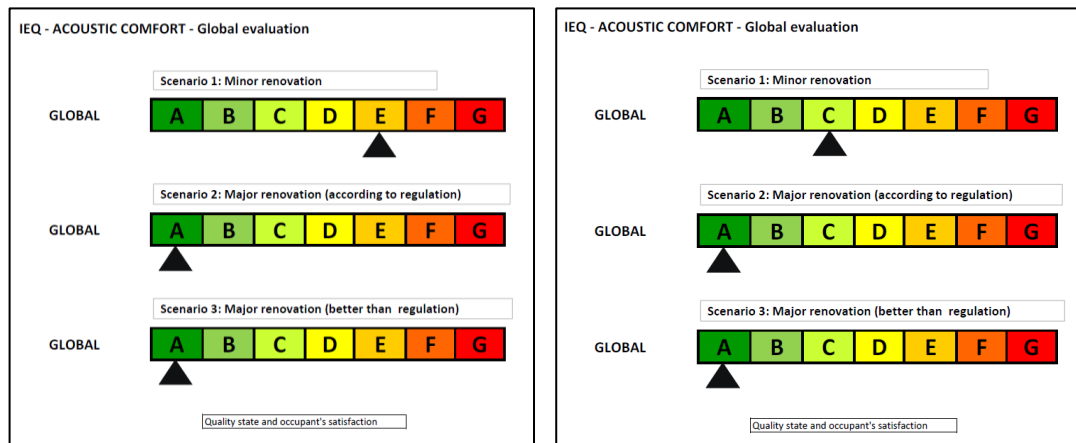 IEQ - ACOUSTIC COMFORT - Global evaluation
Scenario 1: Minor renovation
GLOBAL A B C D E F G
Scenario 2: Major renovation (according to regulation)
GLOBAL A B C D E F G
Scenario 3: Major renovation (better than regulation)
GLOBAL A B C D E F G
Quality state and occupant's satisfaction
IEQ - ACOUSTIC COMFORT - Global evaluation
Scenario 1: Minor renovation
GLOBAL A B C D E F G
Scenario 2: Major renovation (according to regulation)
GLOBAL A B C D E F G
Scenario 3: Major renovation (better than regulation)
GLOBAL A B C D E F G
Quality state and occupant's satisfaction